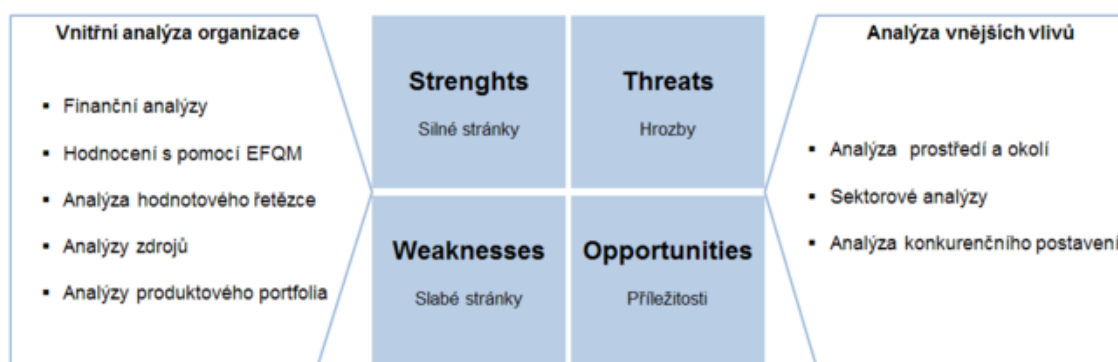 Vnitřní analýza organizace
▪ Finanční analýzy
▪ Hodnocení s pomocí EFQM
▪ Analýza hodnotového řetězce
▪ Analýzy zdrojů
▪ Analýzy produktového portfolia
Strenghts
Silné stránky
Threats
Hrozby
Weaknesses
Slabé stránky
Opportunities
Příležitosti
Analýza vnějších vlivů
▪ Analýza prostředí a okolí
▪ Sektorové analýzy
▪ Analýza konkurenčního postavení